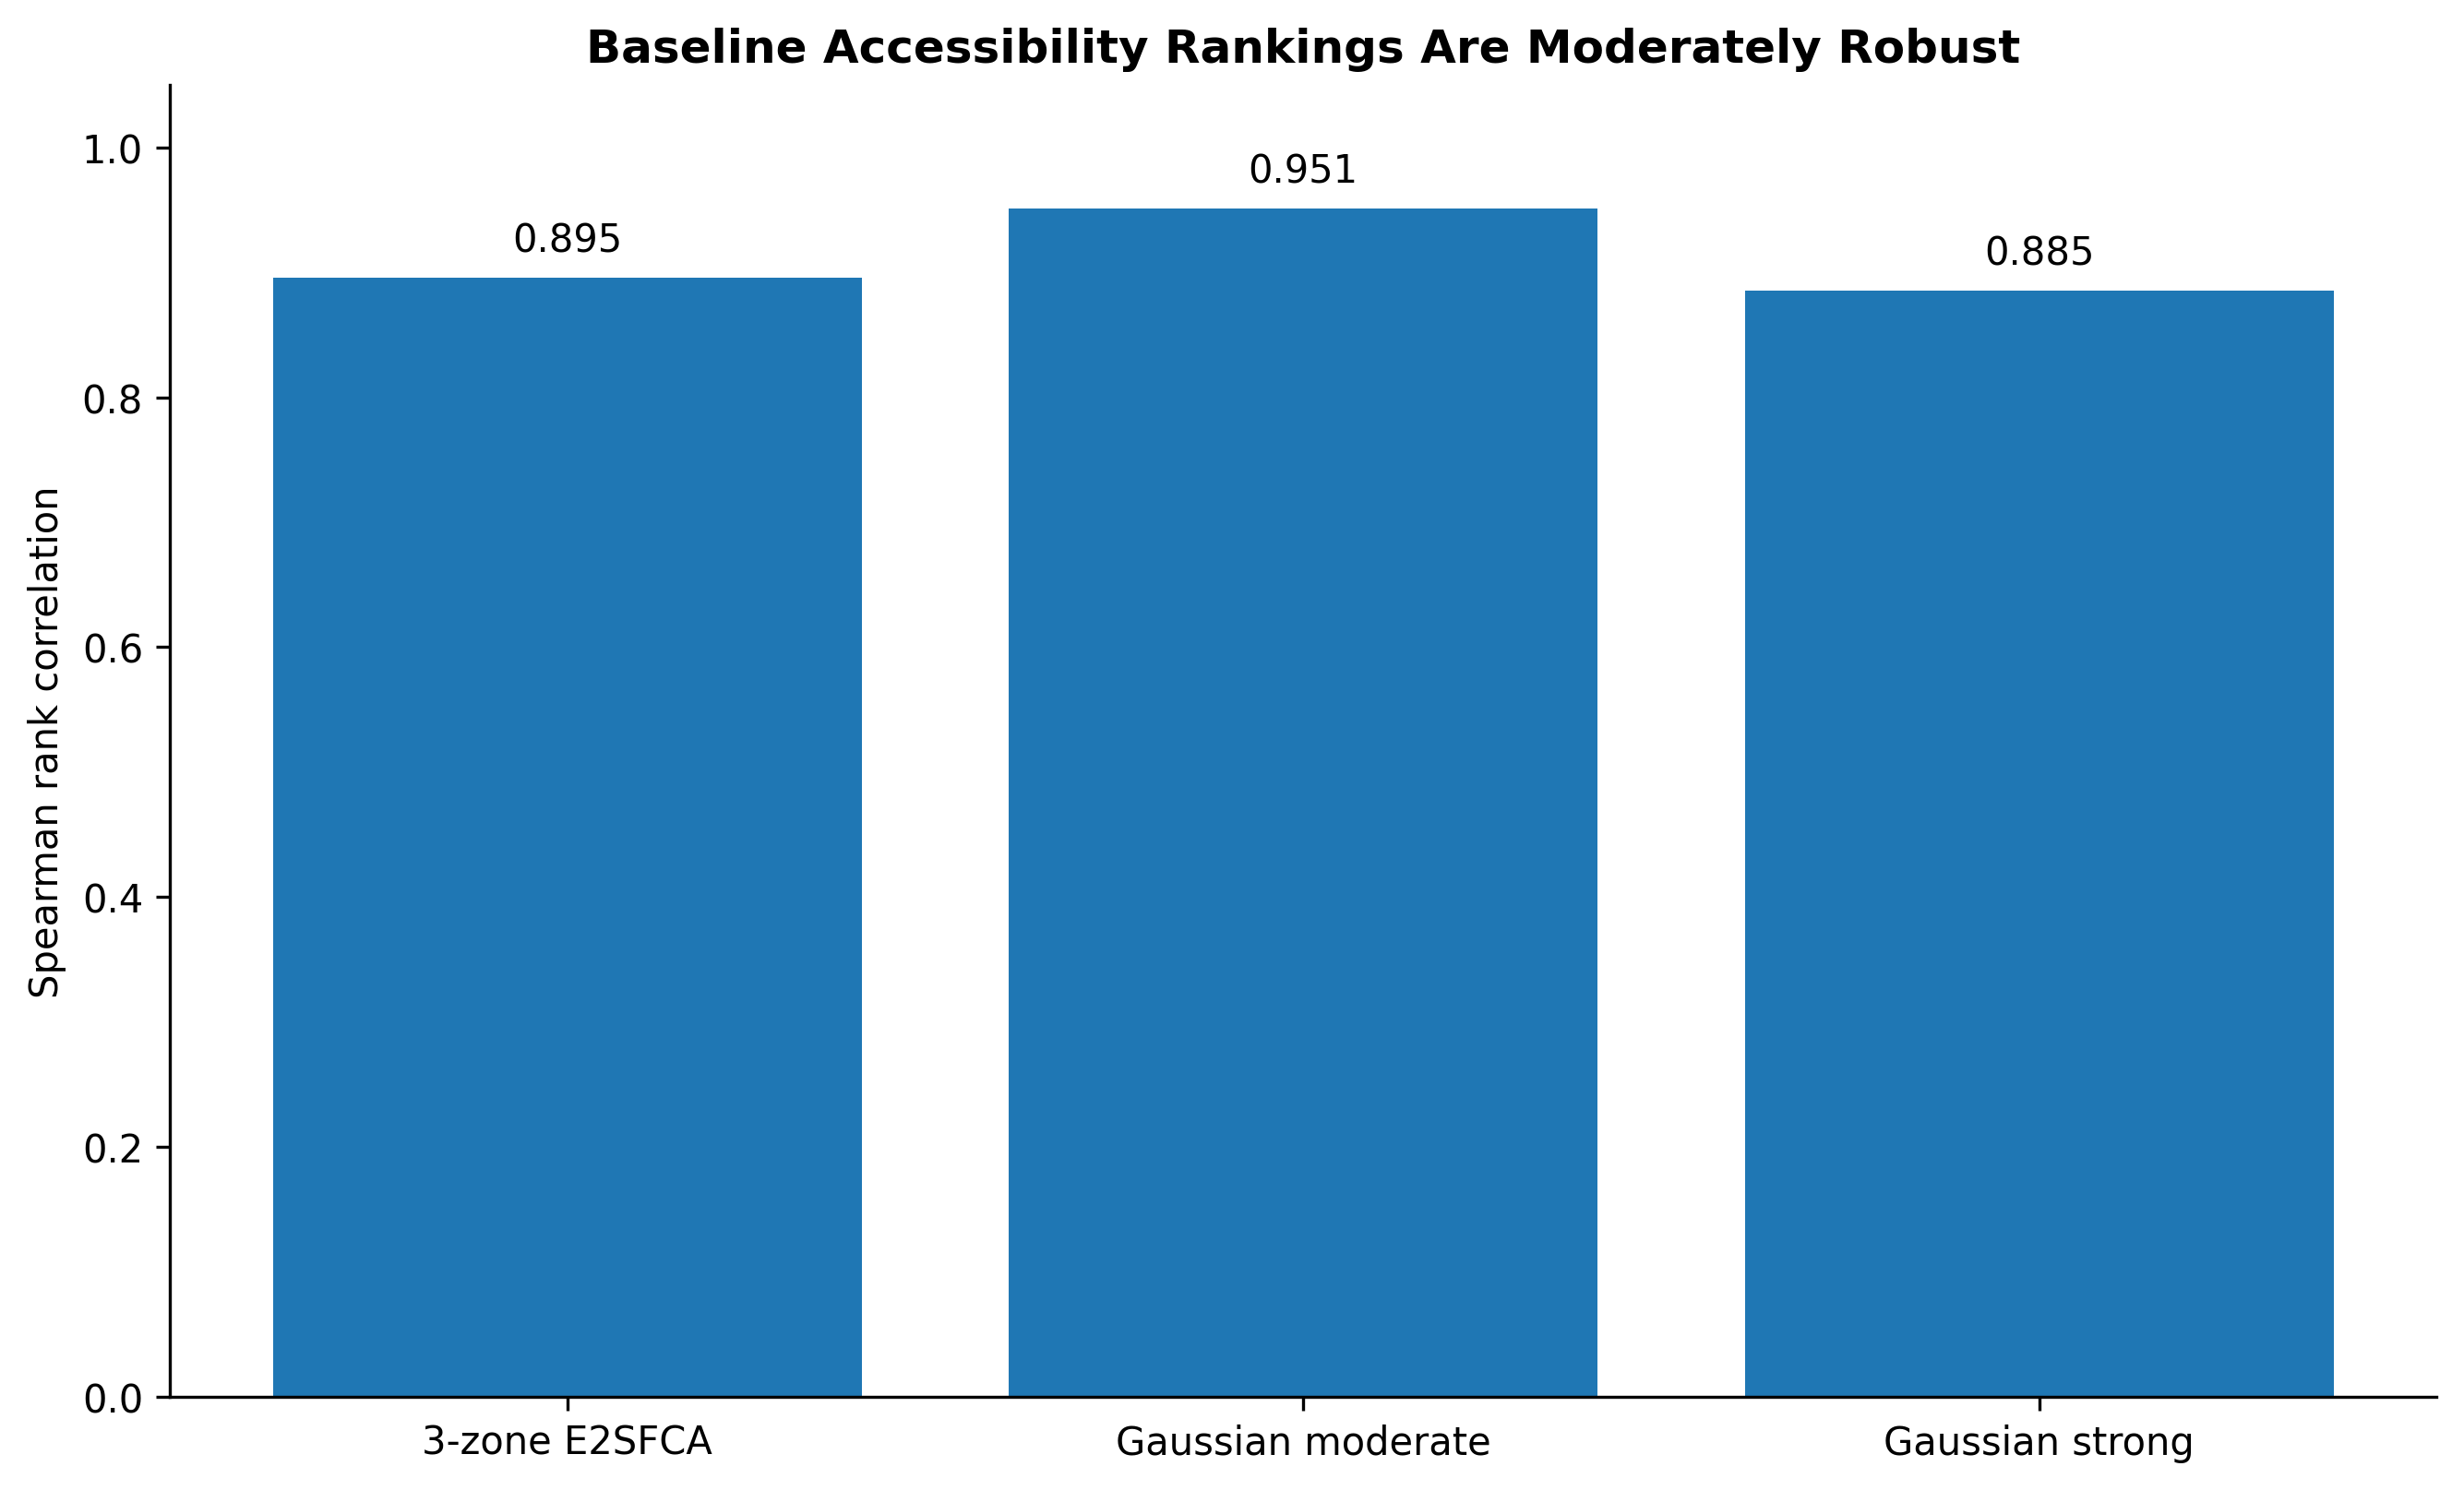 Baseline Accessibility Rankings Are Moderately Robust
Spearman rank correlation
1.0
0.8
0.6
0.4
0.2
0.0
0.895
0.951
0.885
3-zone E2SFCA
Gaussian moderate
Gaussian strong